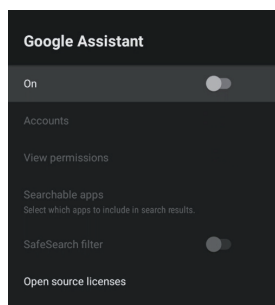 Google Assistant
On
Accounts
View permissions
Searchable apps
Select which apps to include in search results.
SafeSearch filter
Open source licenses